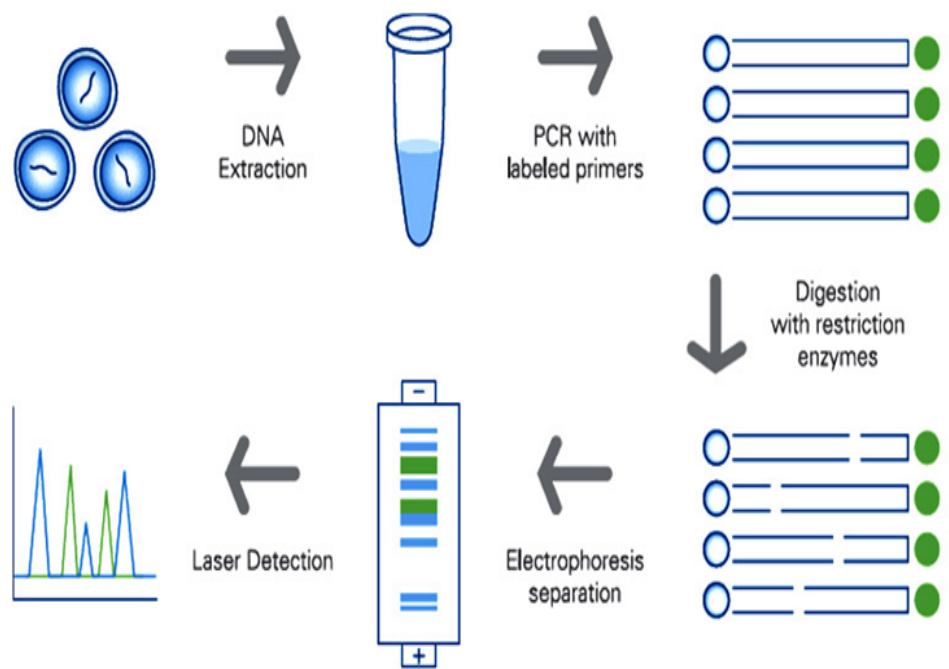 DNA
Extraction
PCR with
labeled primers
Digestion
with restriction
enzymes
Electrophoresis
separation
Laser Detection
−
+